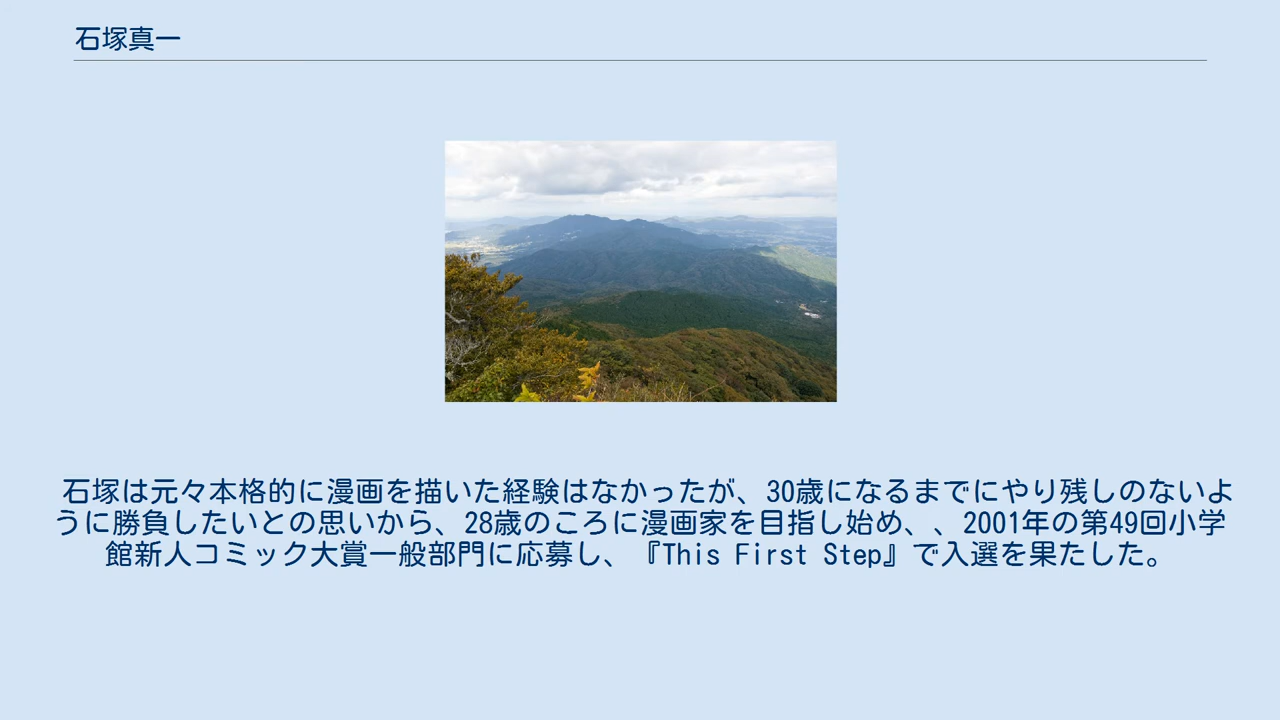 石塚真一
石塚は元々本格的に漫画を描いた経験はなかったが、30歳になるまでにやり残しのないよ
うに勝負したいとの思いから、28歳のころに漫画家を目指し始め、、2001年の第49回小学
館新人コミック大賞一般部門に応募し、『This First Step』で入選を果たした。